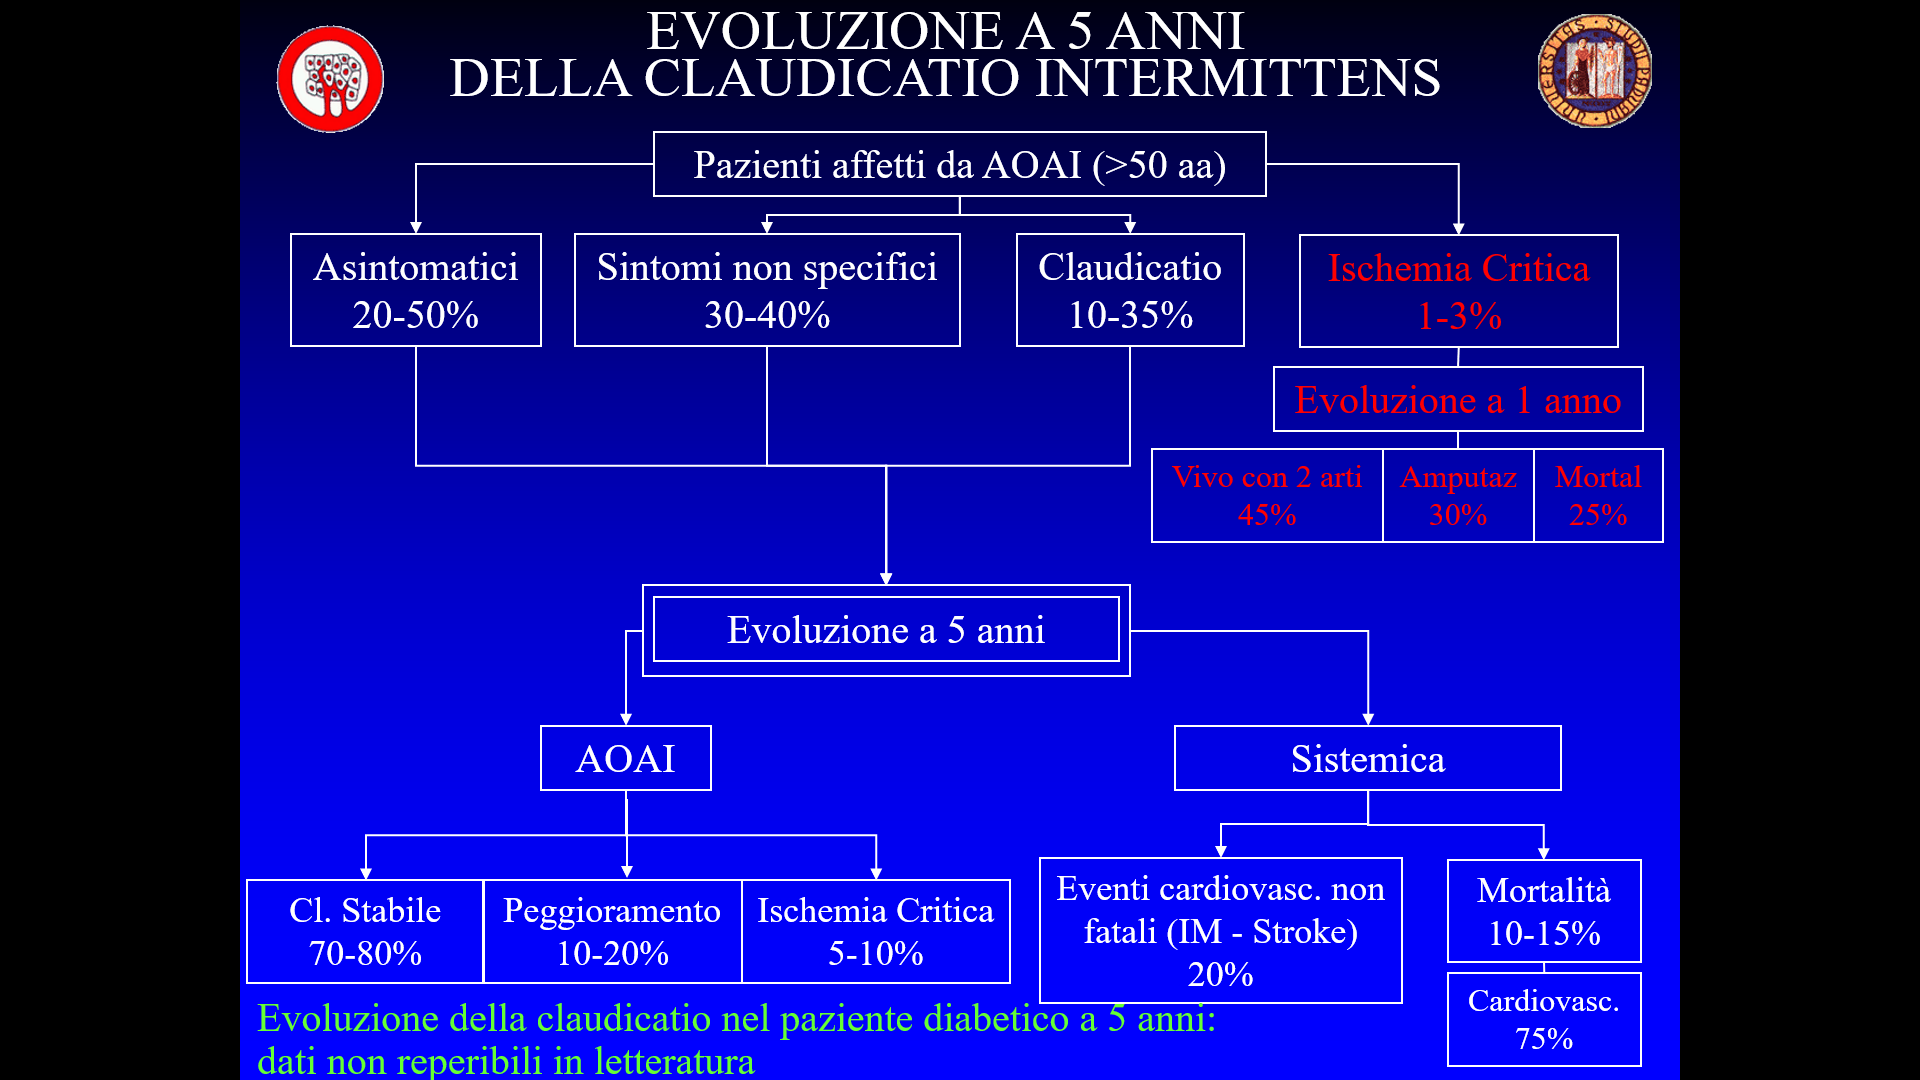 EVOLUZIONE A 5 ANNI
DELLA CLAUDICATIO INTERMITTENS
Pazienti affetti da AOAI (>50 aa)
Asintomatici
20-50%
Sintomi non specifici
30-40%
Claudicatio
10-35%
Ischemia Critica
1-3%
Evoluzione a 1 anno
Vivo con 2 arti
45%
Amputaz
30%
Mortal
25%
Evoluzione a 5 anni
AOAI
Sistemica
Cl. Stabile
70-80%
Peggioramento
10-20%
Ischemia Critica
5-10%
Eventi cardiovasc. non
fatali (IM - Stroke)
20%
Mortalità
10-15%
Cardiovasc.
75%
Evoluzione della claudicatio nel paziente diabetico a 5 anni:
dati non reperibili in letteratura